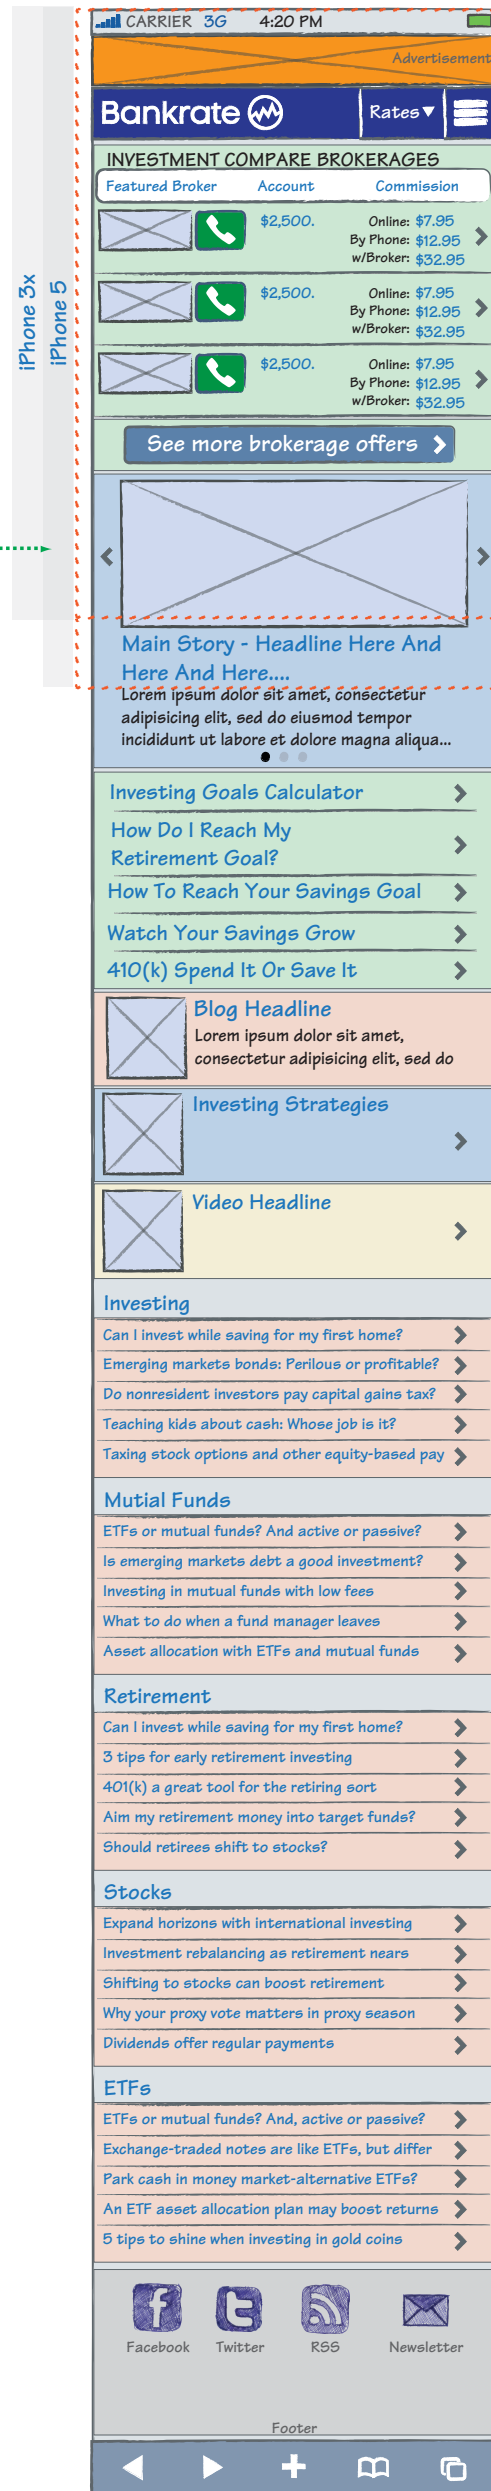 CARRIER 3G 4:20 PM
Advertisement
Bankrate Rates▼
INVESTMENT COMPARE BROKERAGES
Featured Broker Account Commission
$2,500. Online: $7.95
By Phone: $12.95
w/Broker: $32.95
$2,500. Online: $7.95
By Phone: $12.95
w/Broker: $32.95
$2,500. Online: $7.95
By Phone: $12.95
w/Broker: $32.95
iPhone 3x
iPhone 5
See more brokerage offers
Main Story - Headline Here And
Here And Here....
Lorem ipsum dolor sit amet, consectetur
adipisicing elit, sed do eiusmod tempor
incididunt ut labore et dolore magna aliqua...
Investing Goals Calculator
How Do I Reach My
Retirement Goal?
How To Reach Your Savings Goal
Watch Your Savings Grow
410(k) Spend It Or Save It
Blog Headline
Lorem ipsum dolor sit amet,
consectetur adipisicing elit, sed do
Investing Strategies
Video Headline
Investing
Can I invest while saving for my first home?
Emerging markets bonds: Perilous or profitable?
Do nonresident investors pay capital gains tax?
Teaching kids about cash: Whose job is it?
Taxing stock options and other equity-based pay
Mutial Funds
ETFs or mutual funds? And active or passive?
Is emerging markets debt a good investment?
Investing in mutual funds with low fees
What to do when a fund manager leaves
Asset allocation with ETFs and mutual funds
Retirement
Can I invest while saving for my first home?
3 tips for early retirement investing
401(k) a great tool for the retiring sort
Aim my retirement money into target funds?
Should retirees shift to stocks?
Stocks
Expand horizons with international investing
Investment rebalancing as retirement nears
Shifting to stocks can boost retirement
Why your proxy vote matters in proxy season
Dividends offer regular payments
ETFs
ETFs or mutual funds? And, active or passive?
Exchange-traded notes are like ETFs, but differ
Park cash in money market-alternative ETFs?
An ETF asset allocation plan may boost returns
5 tips to shine when investing in gold coins
Facebook Twitter RSS Newsletter
Footer